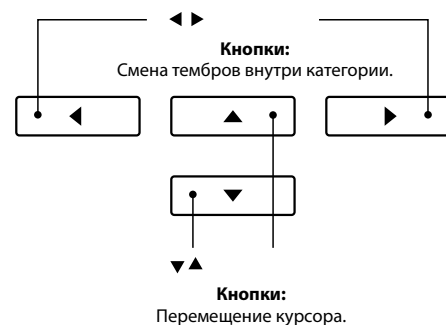 ◀ ▶
Кнопки:
Смена тембров внутри категории.
◀ ▲ ▶
▼
▼▲
Кнопки:
Перемещение курсора.